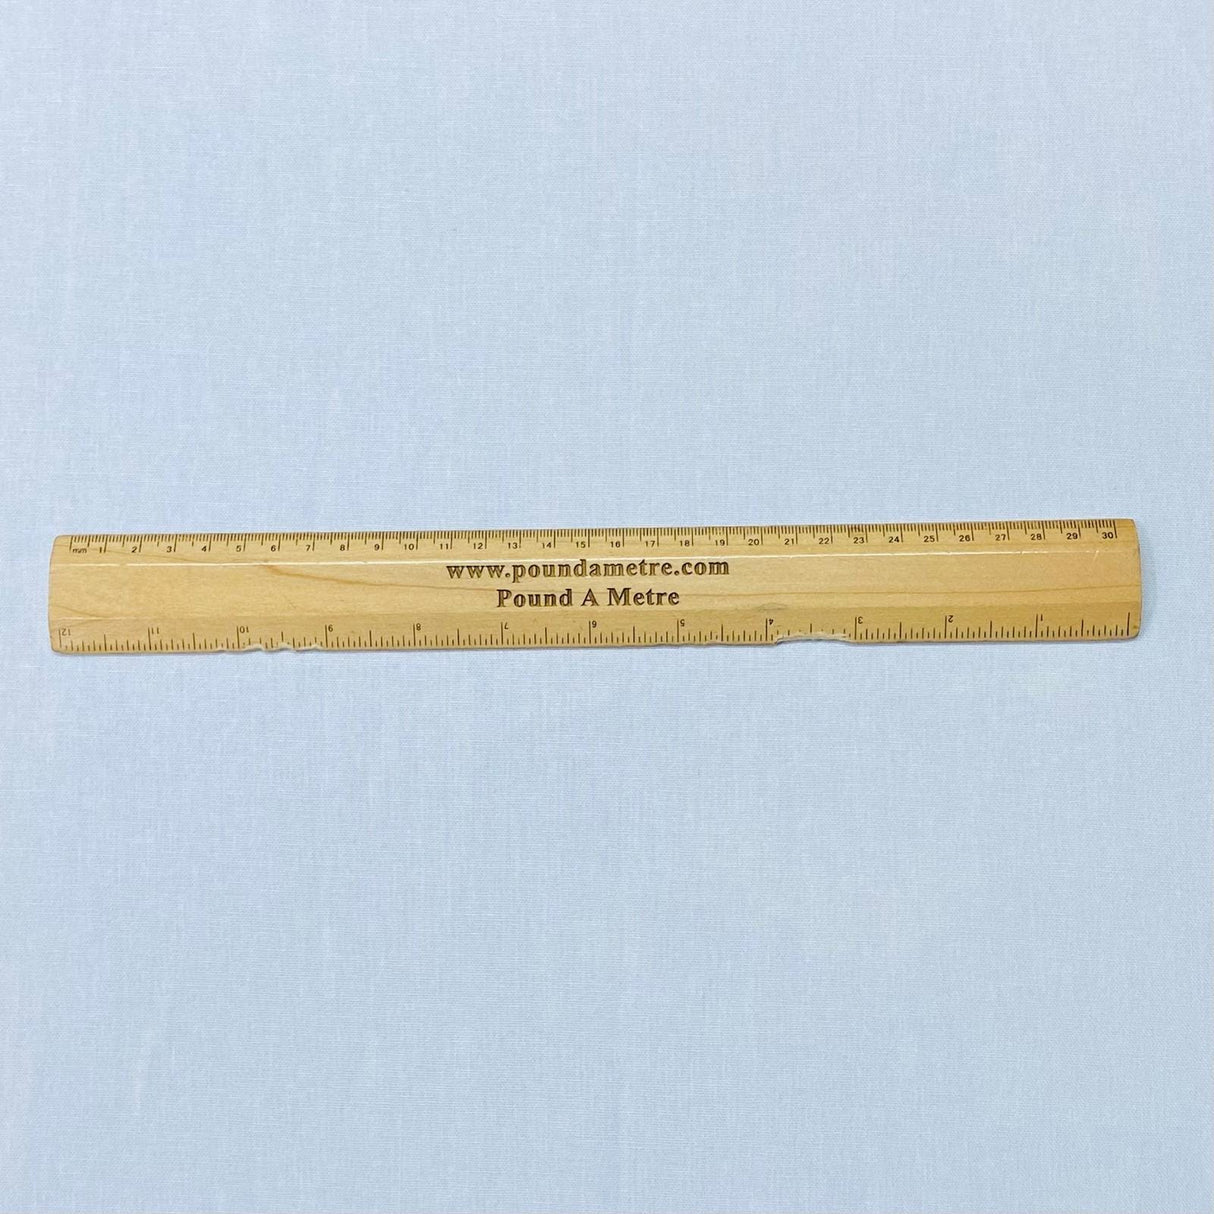 mm 1 2 3 4 5 6 7 8 9 10 11 12 13 14 15 16 17 18 19 20 21 22 23 24 25 26 27 28 29 30
www.poundametre.com
Pound A Metre
12 11 10 9 8 7 6 5 4 3 2 1